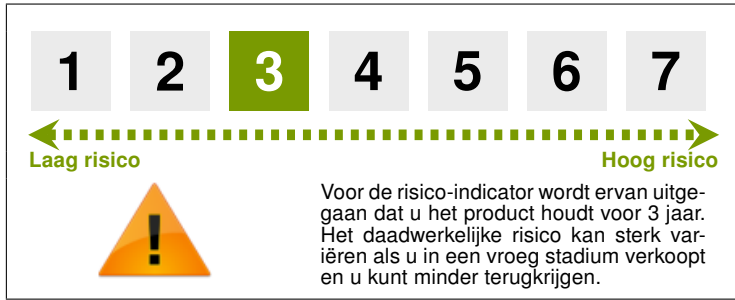 1 2 3 4 5 6 7
Laag risico Hoog risico
Voor de risico-indicator wordt ervan uitge-
gaan dat u het product houdt voor 3 jaar.
Het daadwerkelijke risico kan sterk var-
iëren als u in een vroeg stadium verkoopt
en u kunt minder terugkrijgen.